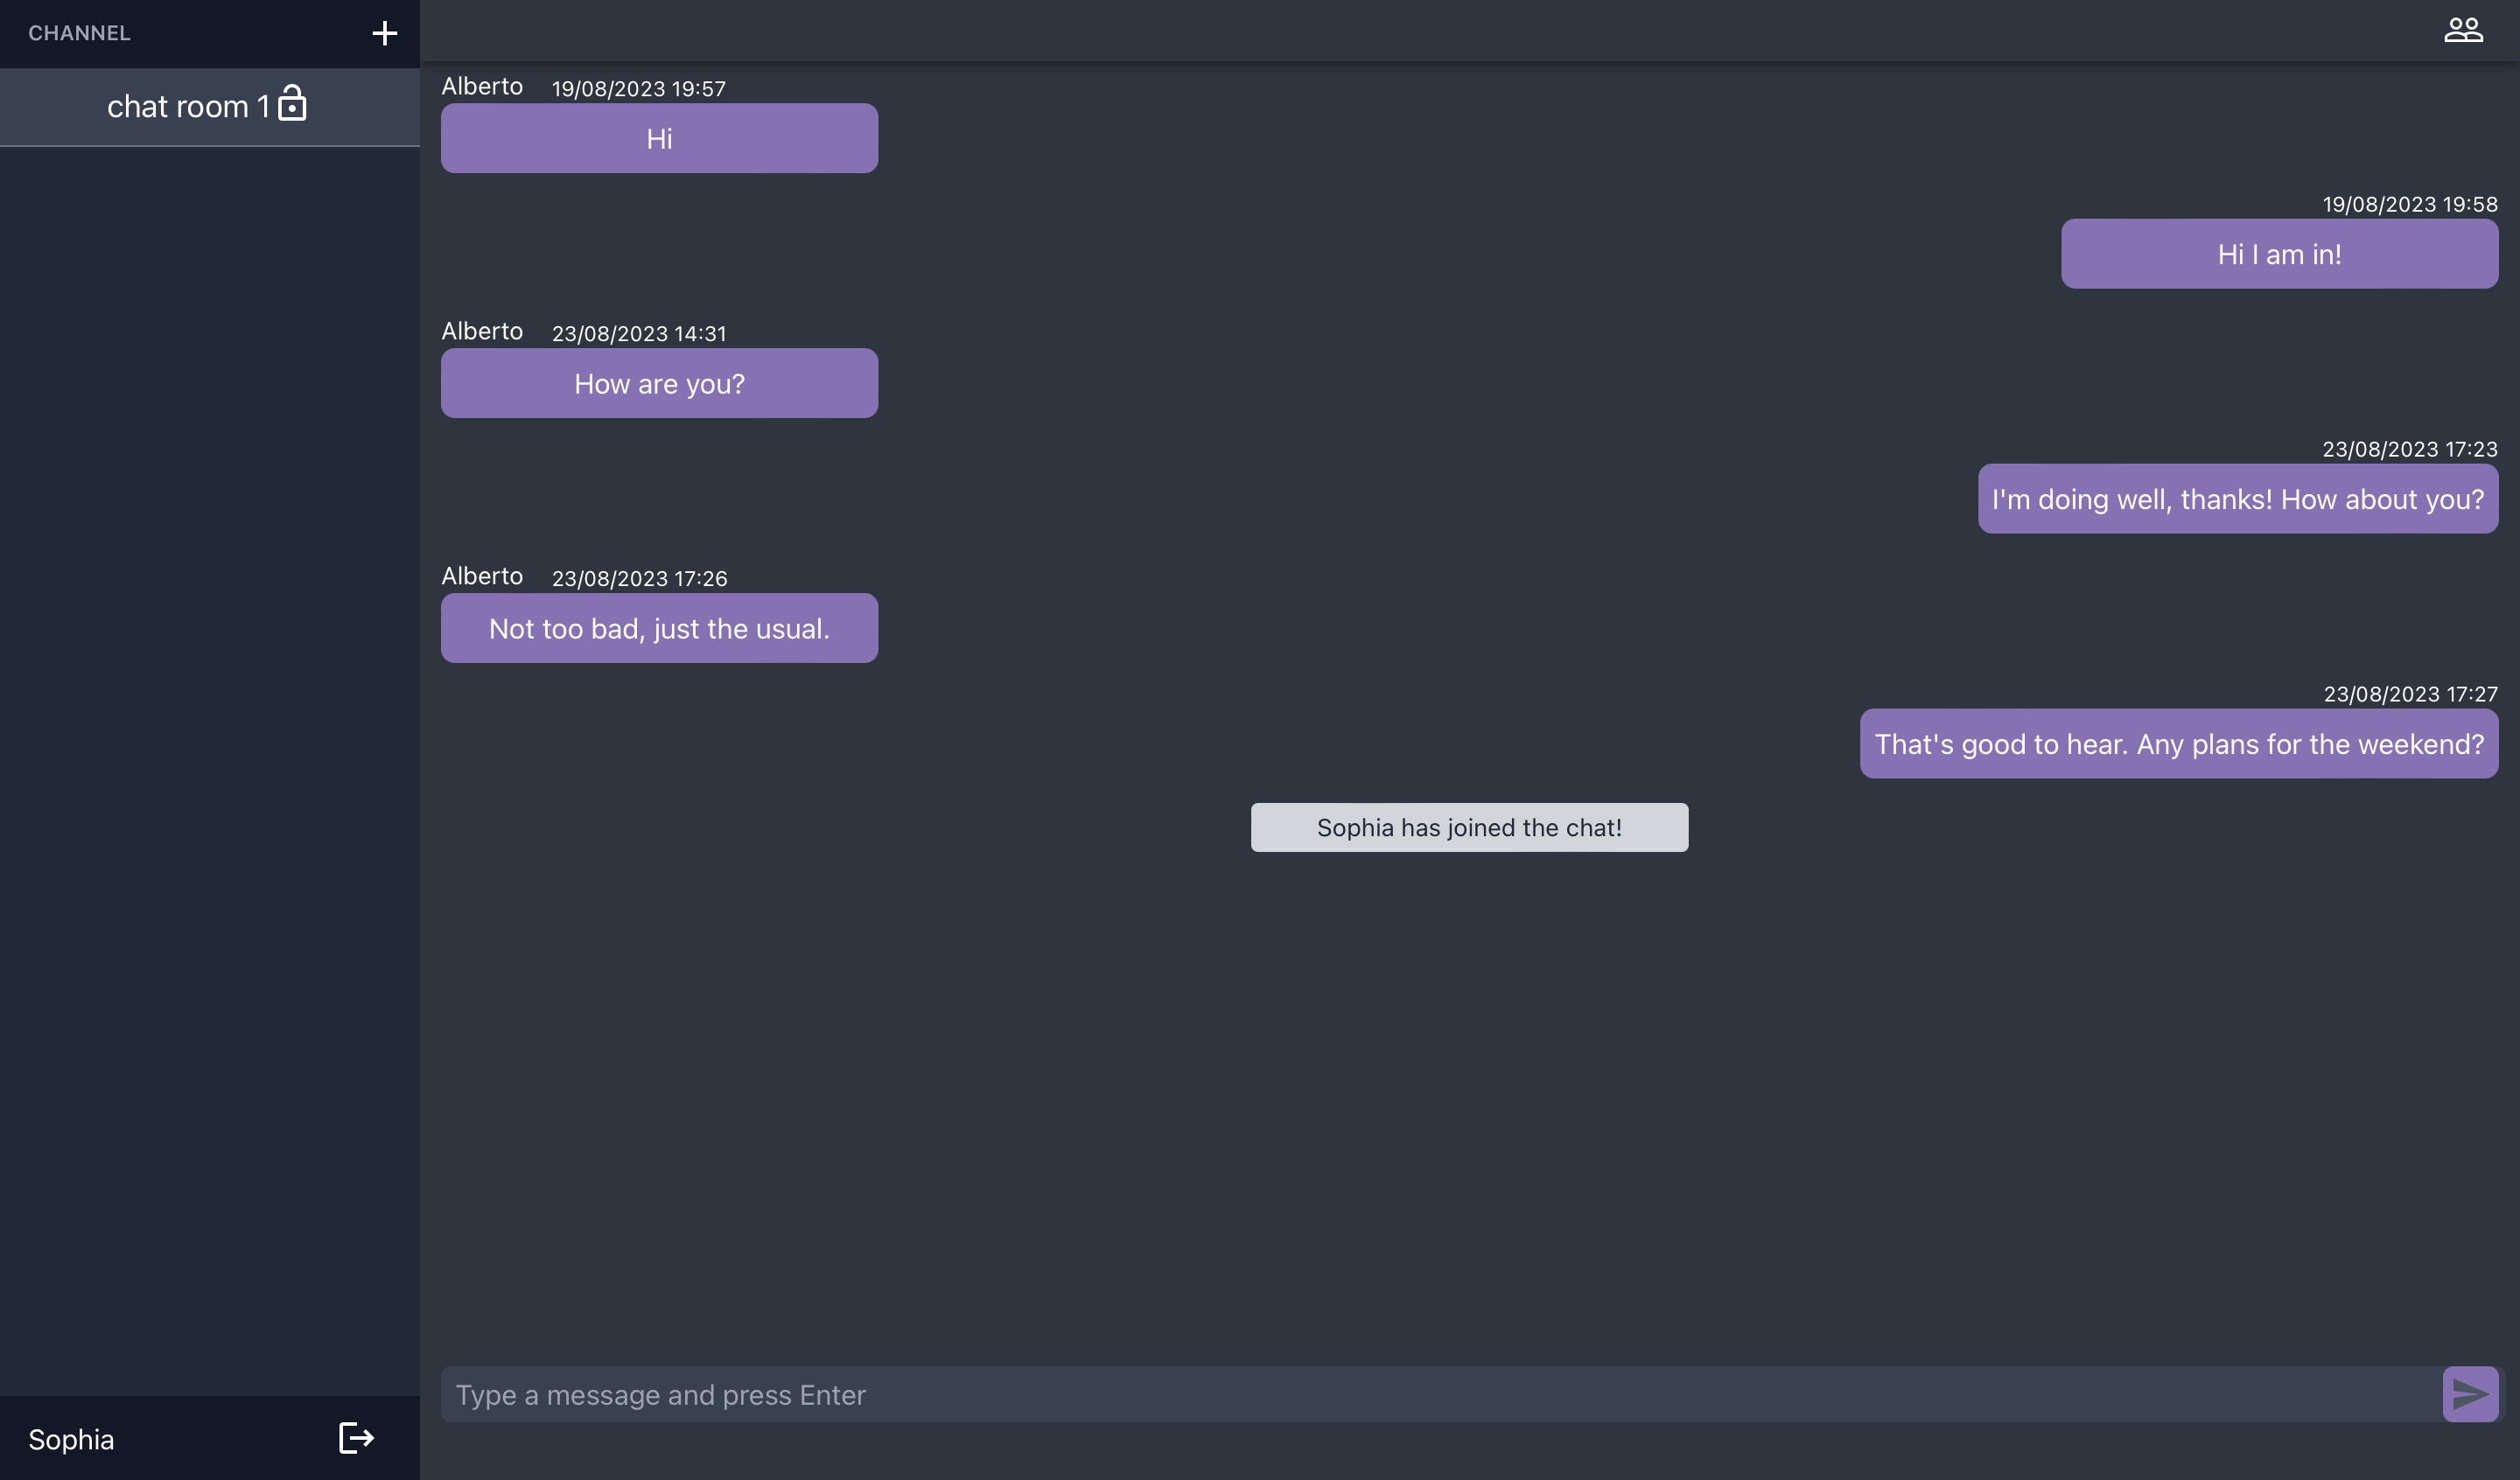 CHANNEL
chat room 1
Alberto 19/08/2023 19:57
Hi
19/08/2023 19:58
Hi I am in!
Alberto 23/08/2023 14:31
How are you?
23/08/2023 17:23
I'm doing well, thanks! How about you?
Alberto 23/08/2023 17:26
Not too bad, just the usual.
23/08/2023 17:27
That's good to hear. Any plans for the weekend?
Sophia has joined the chat!
Type a message and press Enter
Sophia